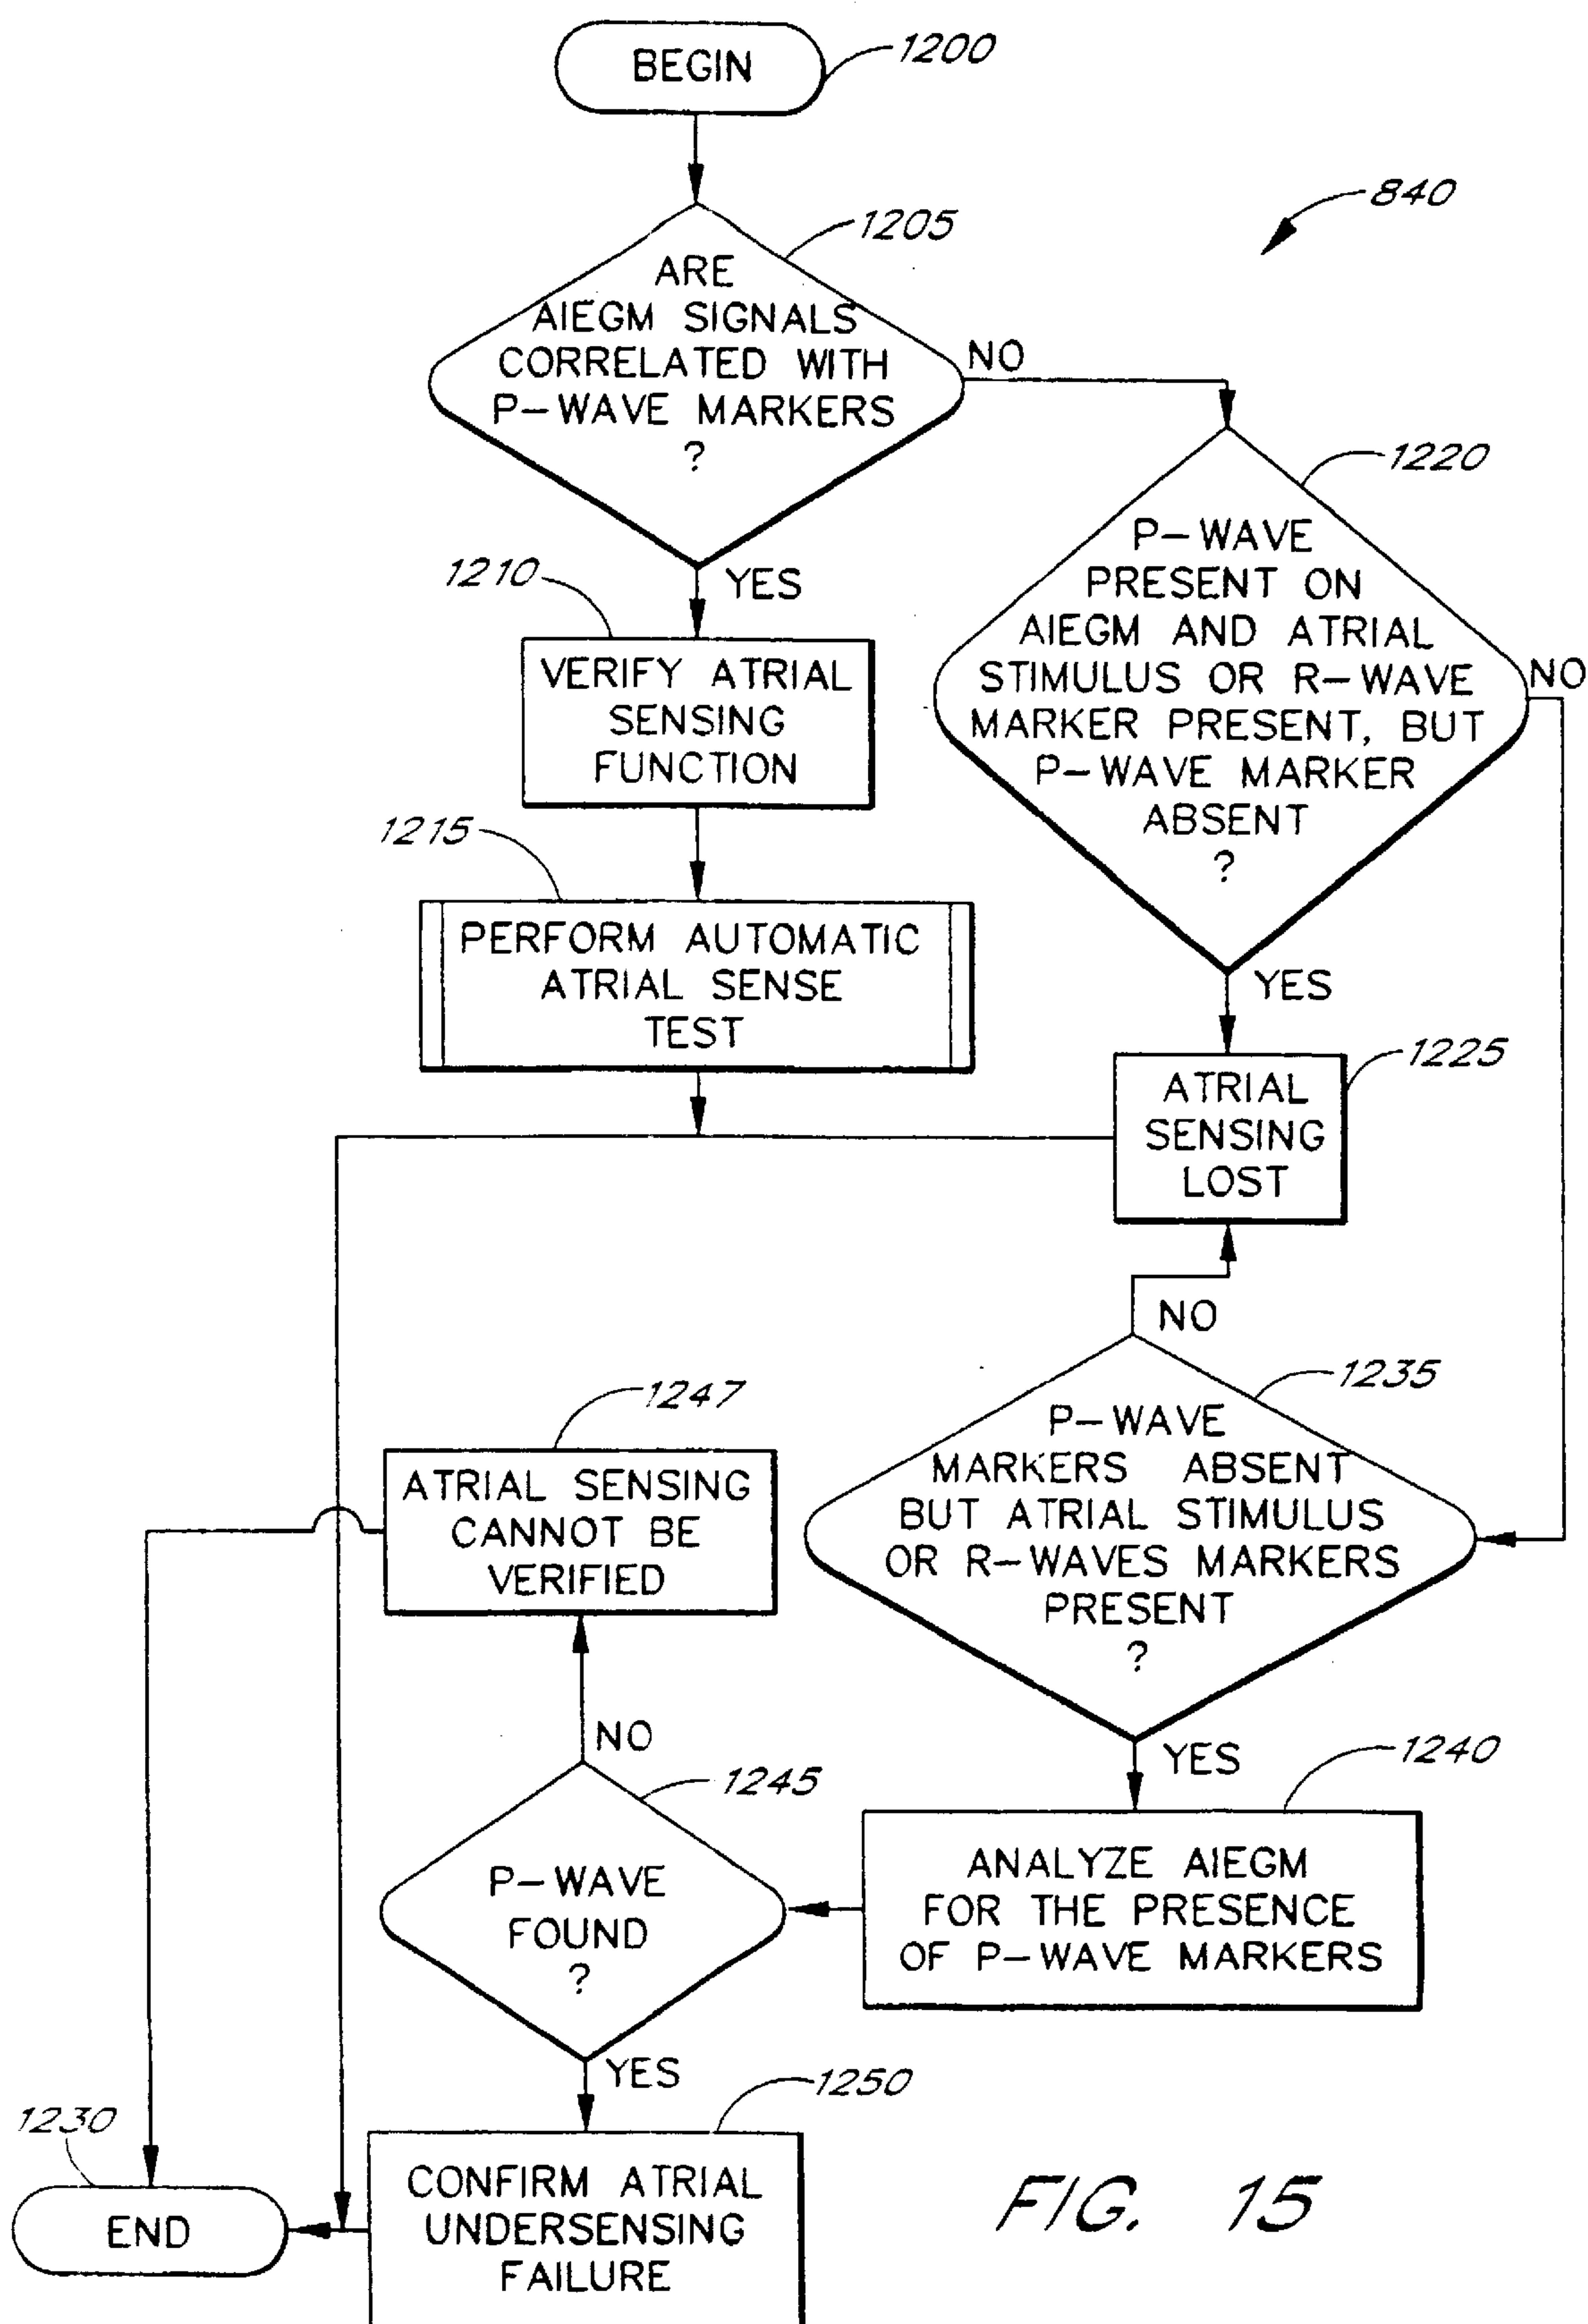 BEGIN
1200
840
1205
ARE
AIEGM SIGNALS
CORRELATED WITH
P-WAVE MARKERS
?
NO
YES
1220
P-WAVE
PRESENT ON
AIEGM AND ATRIAL
STIMULUS OR R-WAVE
MARKER PRESENT, BUT
P-WAVE MARKER
ABSENT
?
NO
YES
1210
VERIFY ATRIAL
SENSING
FUNCTION
1215
PERFORM AUTOMATIC
ATRIAL SENSE
TEST
1225
ATRIAL
SENSING
LOST
NO
1235
P-WAVE
MARKERS ABSENT
BUT ATRIAL STIMULUS
OR R-WAVES MARKERS
PRESENT
?
YES
1247
ATRIAL SENSING
CANNOT BE
VERIFIED
NO
1240
ANALYZE AIEGM
FOR THE PRESENCE
OF P-WAVE MARKERS
1245
P-WAVE
FOUND
?
YES
1250
CONFIRM ATRIAL
UNDERSENSING
FAILURE
1230
END
FIG. 15